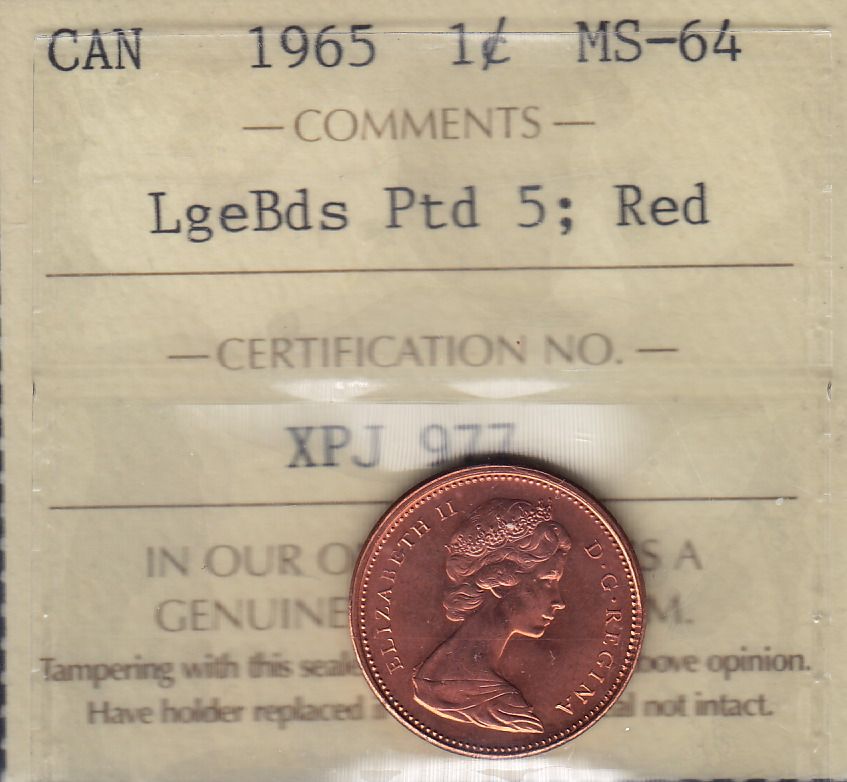 CAN 1965 1¢ MS-64
— COMMENTS —
LgeBds Ptd 5; Red
— CERTIFICATION NO. —
XPJ 977
IN OUR O S A
GENUINE M.
Tampering with this seal ove opinion.
Have holder replaced al not intact.
ELIZABETH II D·G·REGINA